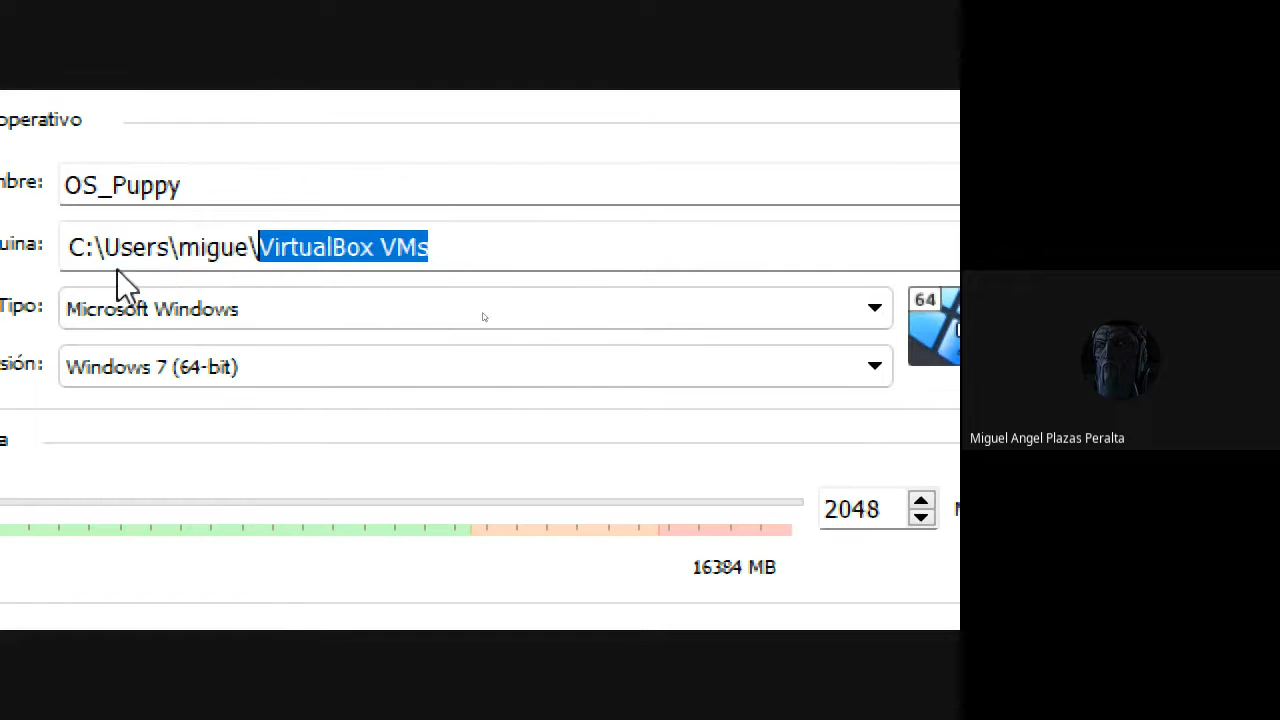 operativo
mbre: OS_Puppy
uina: C:\Users\migue\VirtualBox VMs
Tipo: Microsoft Windows
64
sión: Windows 7 (64-bit)
a
2048
16384 MB
Miguel Angel Plazas Peralta